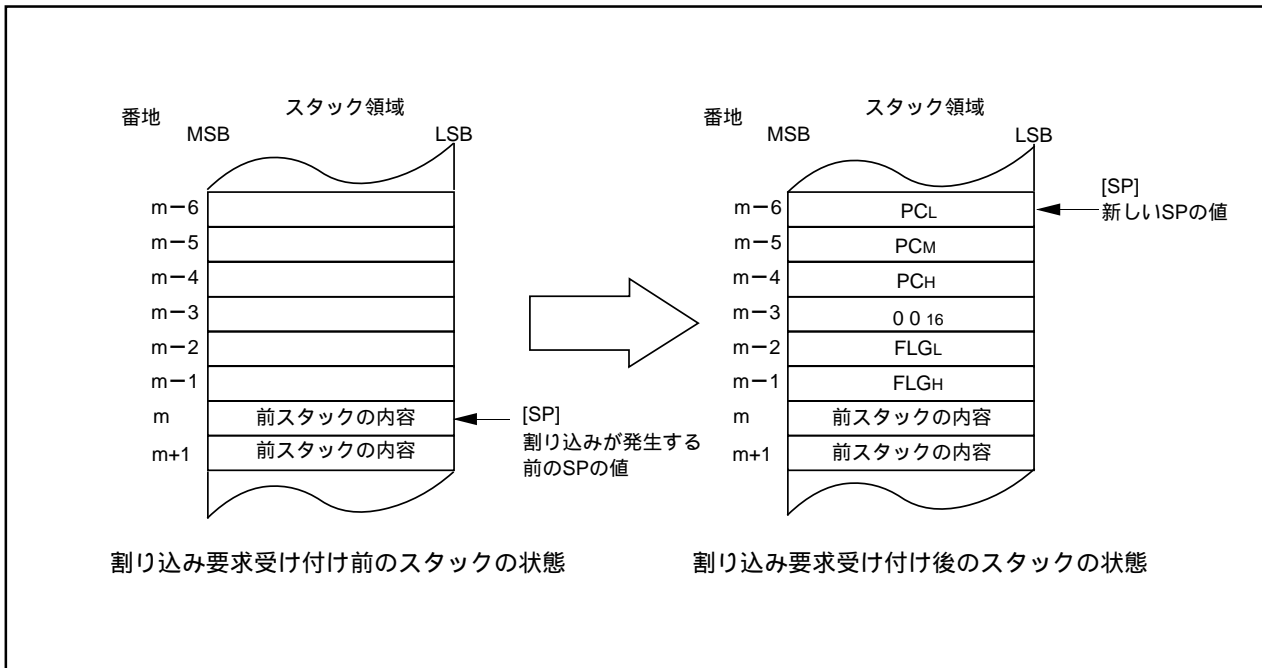 番地
スタック領域
MSB
LSB
m－6
m－5
m－4
m－3
m－2
m－1
m
前スタックの内容
m+1
前スタックの内容
[SP]
割り込みが発生する
前のSPの値
割り込み要求受け付け前のスタックの状態
番地
スタック領域
MSB
LSB
m－6
PCL
m－5
PCM
m－4
PCH
m－3
0 0 16
m－2
FLGL
m－1
FLGH
m
前スタックの内容
m+1
前スタックの内容
[SP]
新しいSPの値
割り込み要求受け付け後のスタックの状態